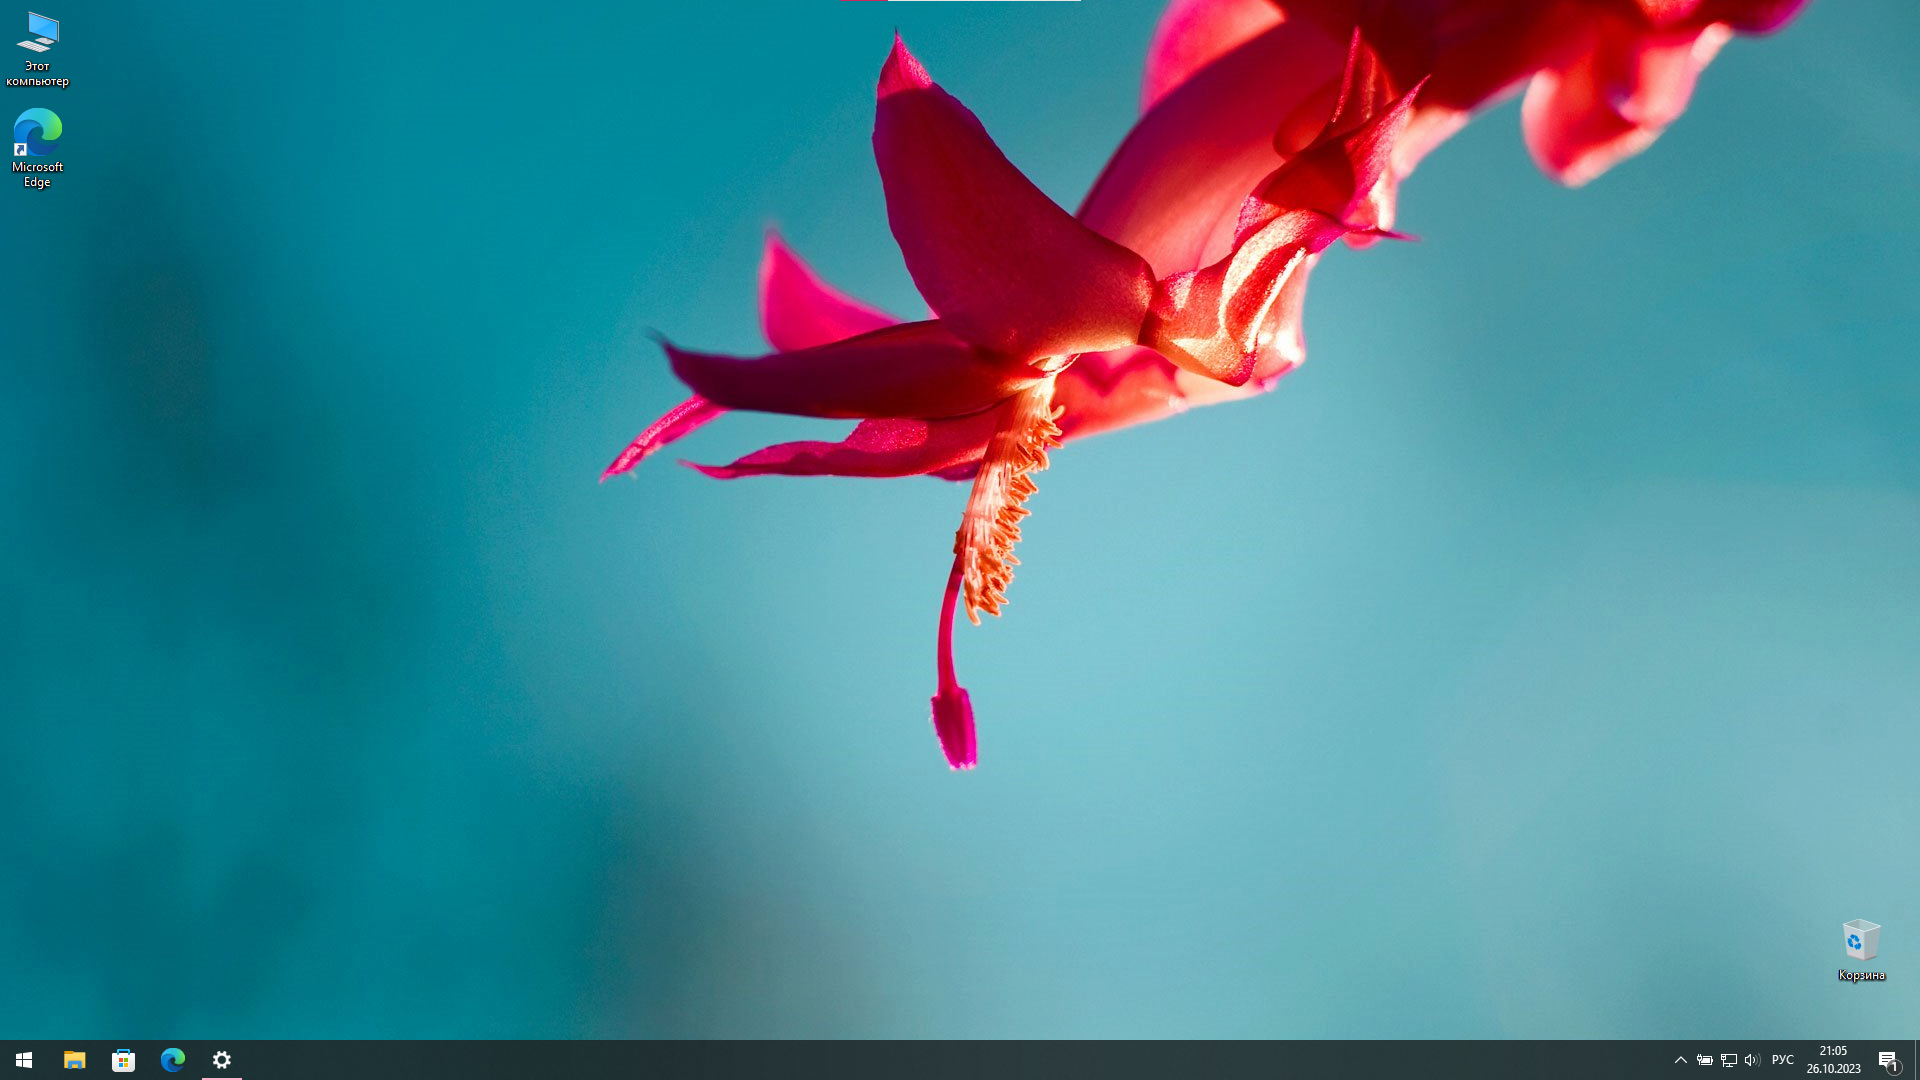 Этот
компьютер
Microsoft
Edge
Корзина
РУС
21:05
26.10.2023
1